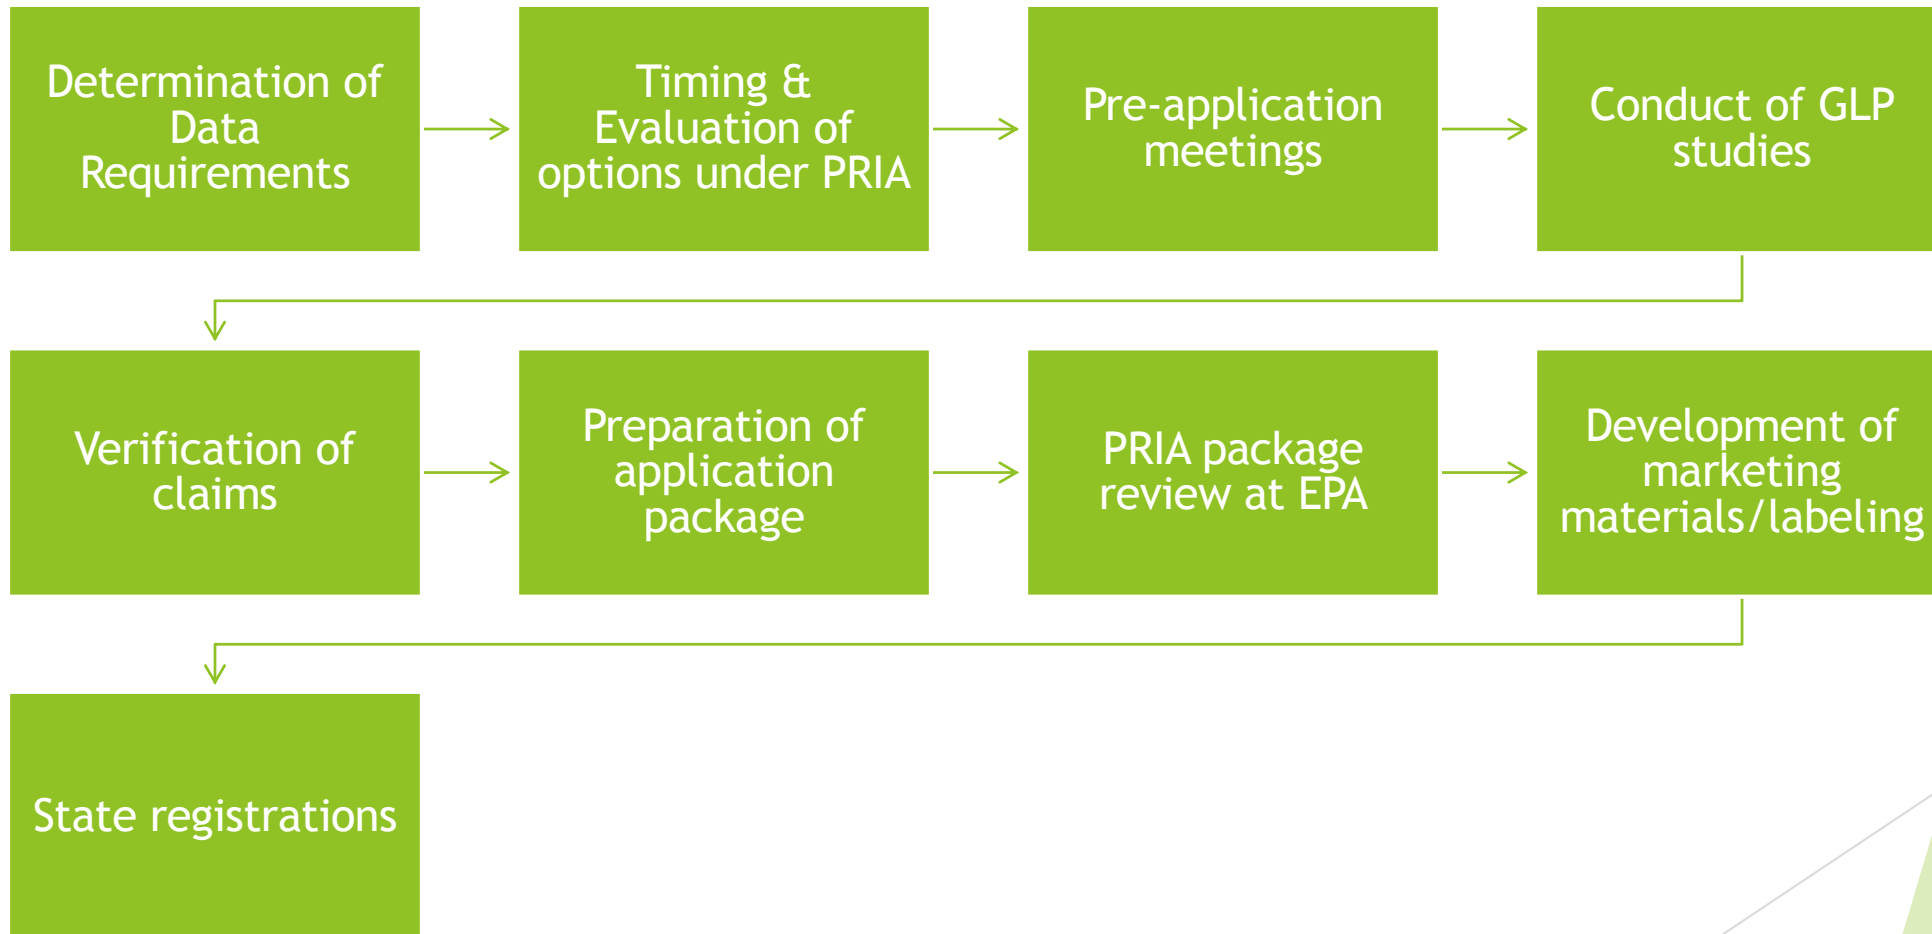 Determination of
Data
Requirements
Timing &
Evaluation of
options under PRIA
Pre-application
meetings
Conduct of GLP
studies
Verification of
claims
Preparation of
application
package
PRIA package
review at EPA
Development of
marketing
materials/labeling
State registrations